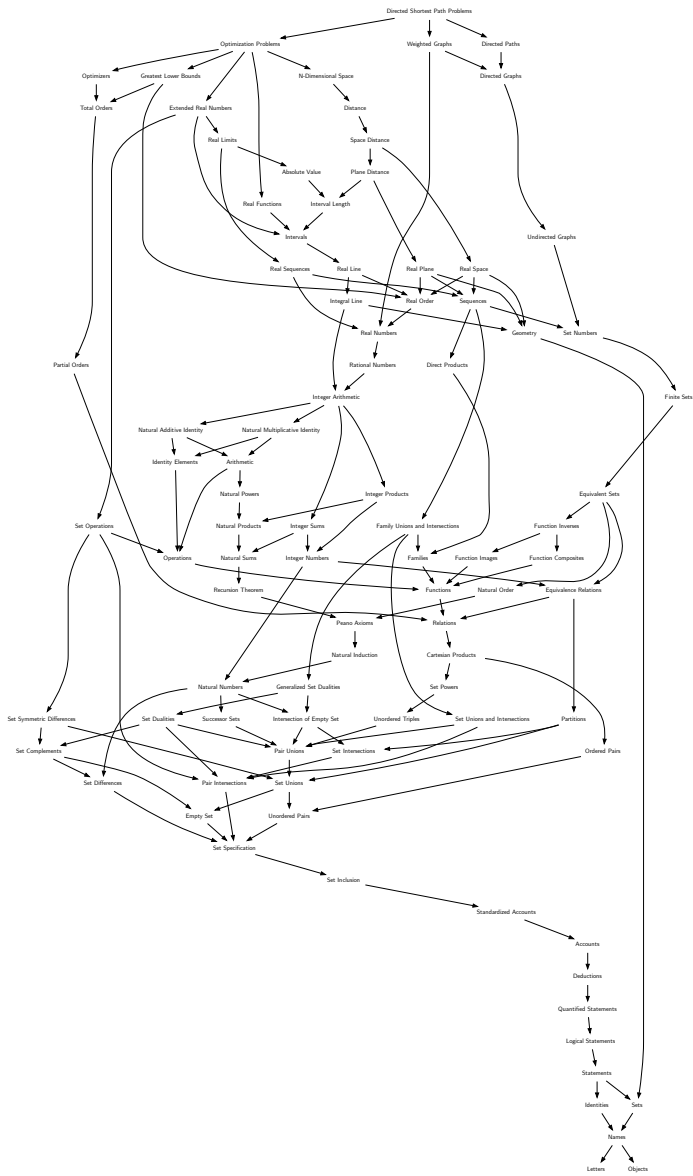 Directed Shortest Path Problems
Optimization Problems
Weighted Graphs
Directed Paths
Optimizers
Greatest Lower Bounds
N-Dimensional Space
Directed Graphs
Total Orders
Extended Real Numbers
Distance
Real Limits
Space Distance
Absolute Value
Plane Distance
Real Functions
Interval Length
Intervals
Undirected Graphs
Real Sequences
Real Line
Real Plane
Real Space
Integral Line
Real Order
Sequences
Real Numbers
Geometry
Set Numbers
Partial Orders
Rational Numbers
Direct Products
Integer Arithmetic
Finite Sets
Natural Additive Identity
Natural Multiplicative Identity
Identity Elements
Arithmetic
Natural Powers
Integer Products
Equivalent Sets
Set Operations
Natural Products
Integer Sums
Family Unions and Intersections
Function Inverses
Operations
Natural Sums
Integer Numbers
Families
Function Images
Function Composites
Recursion Theorem
Functions
Natural Order
Equivalence Relations
Peano Axioms
Relations
Natural Induction
Cartesian Products
Natural Numbers
Generalized Set Dualities
Set Powers
Set Symmetric Differences
Set Dualities
Successor Sets
Intersection of Empty Set
Unordered Triples
Set Unions and Intersections
Partitions
Set Complements
Pair Unions
Set Intersections
Ordered Pairs
Set Differences
Pair Intersections
Set Unions
Empty Set
Unordered Pairs
Set Specification
Set Inclusion
Standardized Accounts
Accounts
Deductions
Quantified Statements
Logical Statements
Statements
Identities
Sets
Names
Letters
Objects